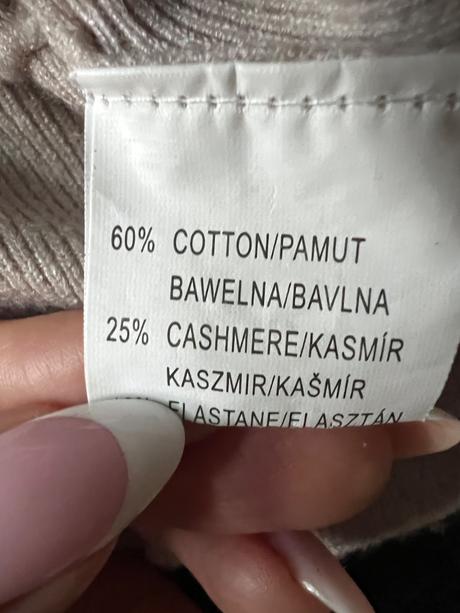 60% COTTON/PAMUT
BAWELNA/BAVLNA
25% CASHMERE/KASMÍR
KASZMIR/KAŠMÍR
ELASTANE/ELASZTÁN